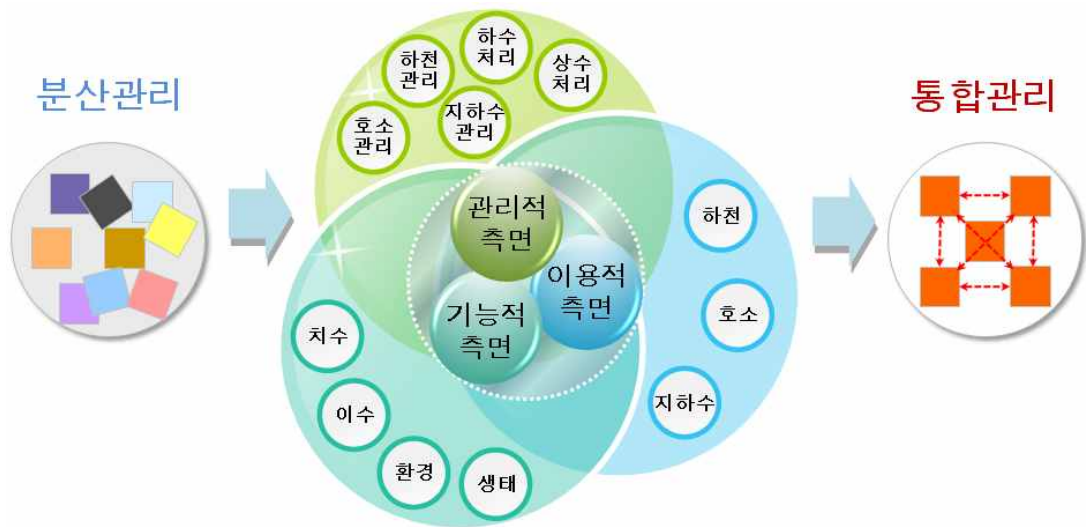 분산관리
하천
관리
하수
처리
상수
처리
호소
관리
지하수
관리
관리적
측면
이용적
측면
기능적
측면
하천
호소
지하수
치수
이수
환경
생태
통합관리